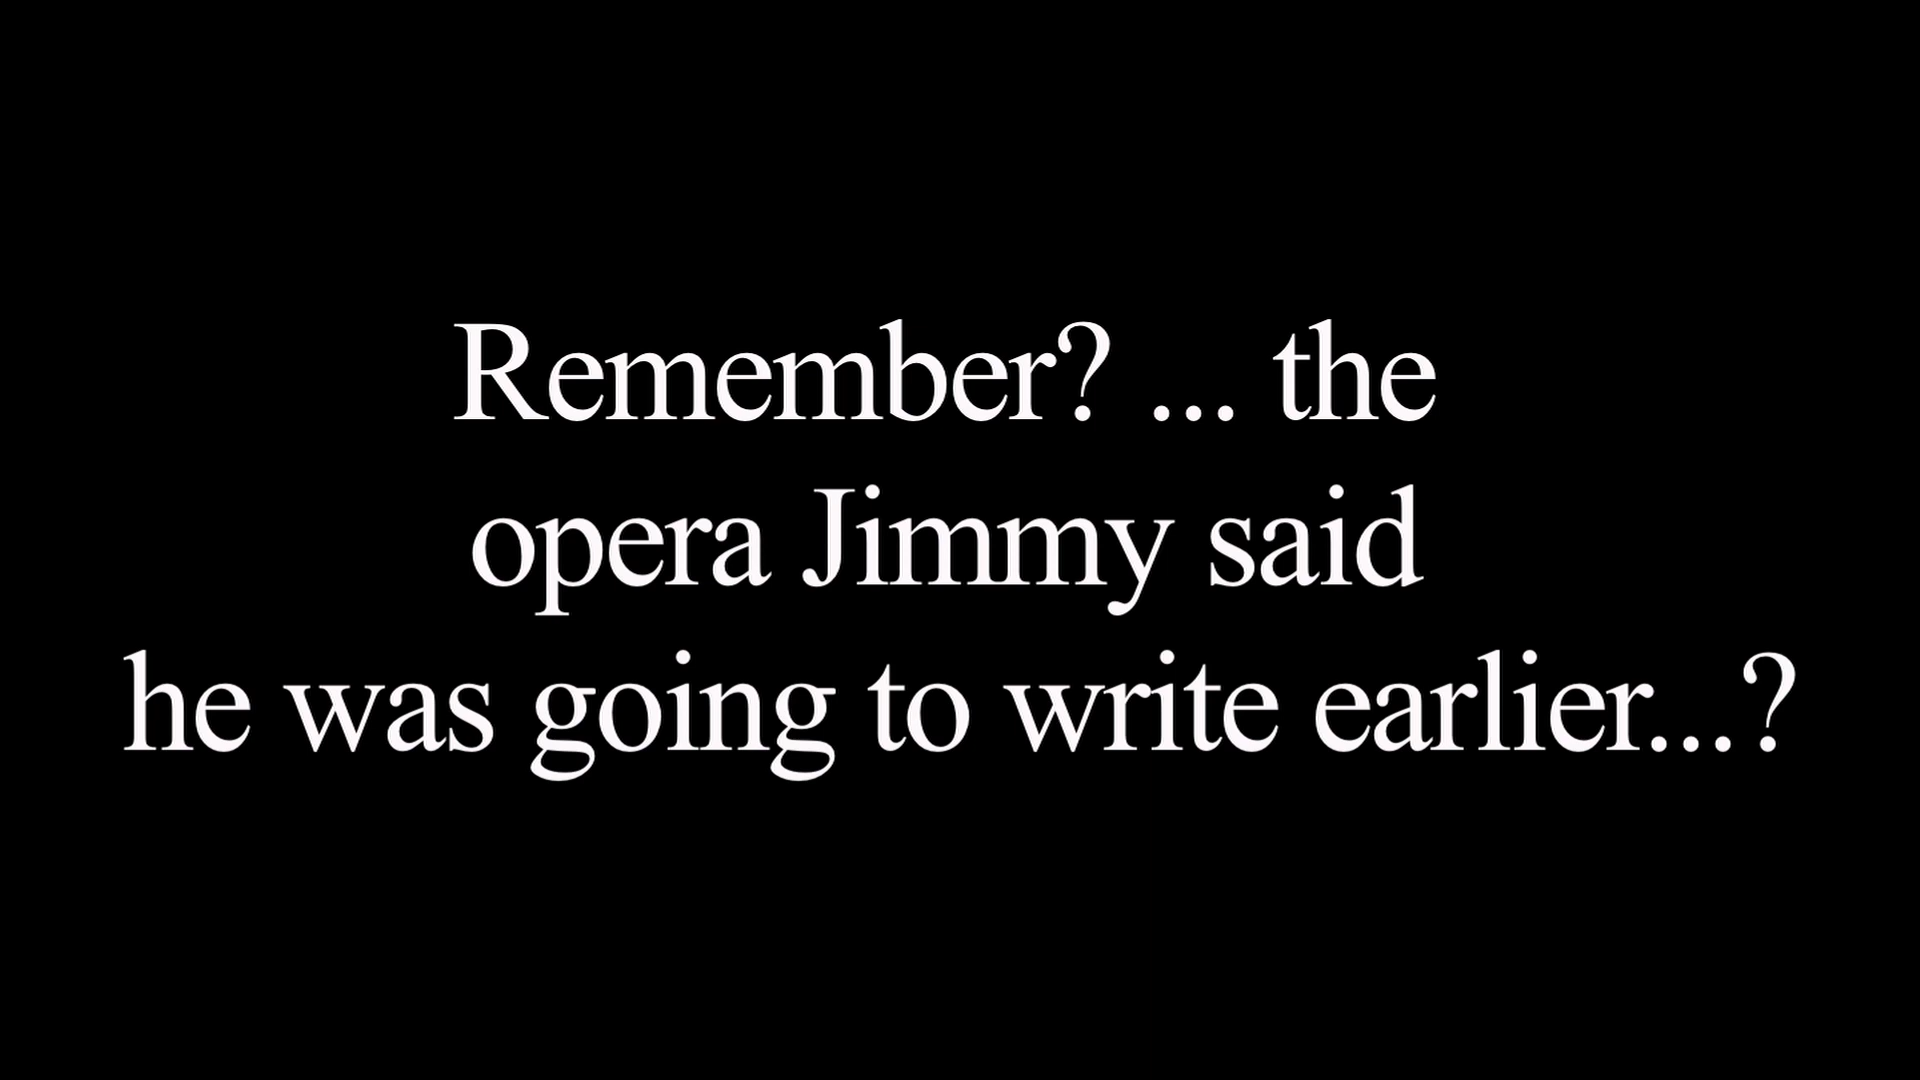 Remember? ... the
opera Jimmy said
he was going to write earlier...?